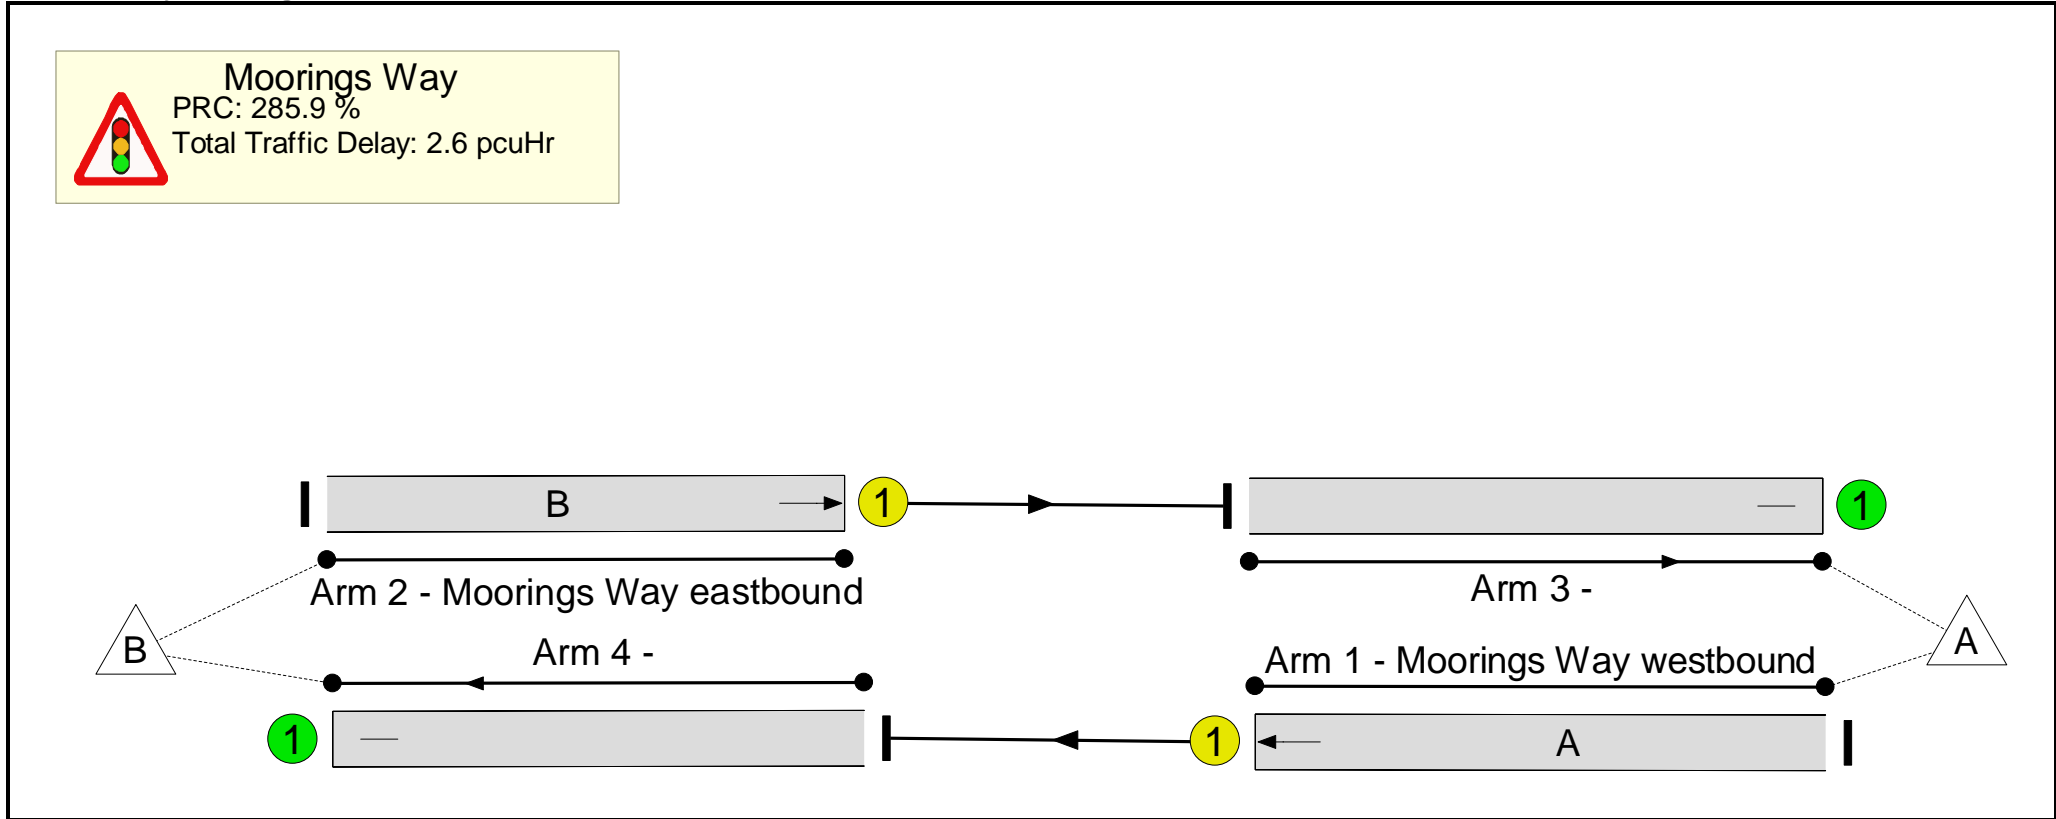 Moorings Way
PRC: 285.9 %
Total Traffic Delay: 2.6 pcuHr
B
1
1
Arm 2 - Moorings Way eastbound
Arm 3 -
B
A
Arm 4 -
Arm 1 - Moorings Way westbound
1
1
A